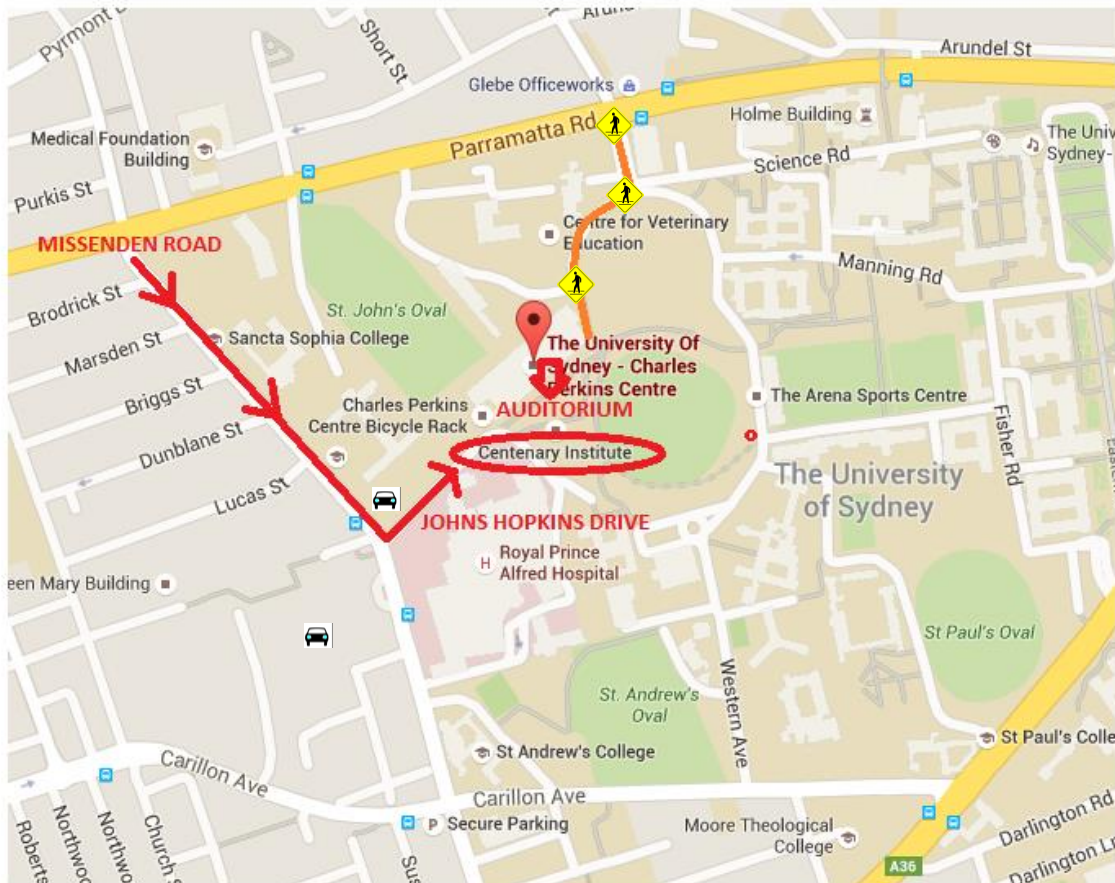 Pyrmont
Short St
Arundel St
Glebe Officeworks
Holme Building
Parramatta Rd
The Uni
Sydney-
Medical Foundation
Building
Science Rd
Purkis St
Centre for Veterinary
Education
MISSENDEN ROAD
Manning Rd
Brodrick St
St. John's Oval
Sancta Sophia College
Marsden St
The University Of
Sydney - Charles
Perkins Centre
Briggs St
The Arena Sports Centre
Charles Perkins
Centre Bicycle Rack
AUDITORIUM
Fisher Rd
Dunblane St
Centenary Institute
The University
of Sydney
Lucas St
JOHNS HOPKINS DRIVE
H
Royal Prince
Alfred Hospital
een Mary Building
St Paul's Oval
St. Andrew's
Oval
Western Ave
St Andrew's College
St Paul's Colle
Carillon Ave
Carillon Ave
P
Secure Parking
Moore Theological
College
Darlington Rd
Darlington Ln
A36
Roberts
Northwood
Northwo
Church S
Sus